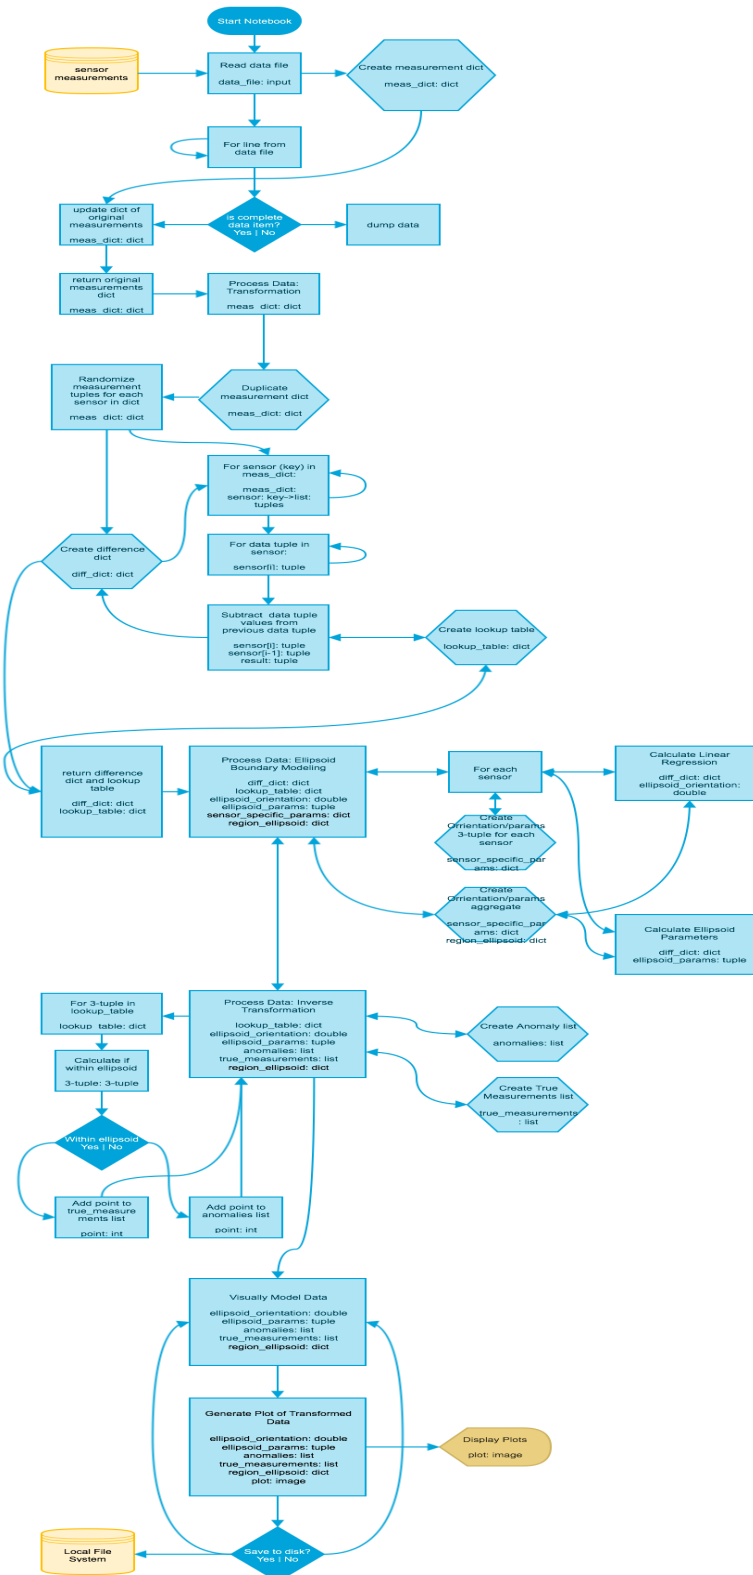 Start Notebook
sensor
measurements
Read data file
data_file: input
Create measurement dict
meas_dict: dict
For line from
data file
update dict of
original
measurements
meas_dict: dict
is complete
data item?
Yes | No
dump data
return original
measurements
dict
meas_dict: dict
Process Data:
Transformation
meas_dict: dict
Randomize
measurement
tuples for each
sensor in dict
meas_dict: dict
Duplicate
measurement dict
meas_dict: dict
For sensor (key) in
meas_dict:
meas_dict:
sensor: key->list:
tuples
Create difference
dict
diff_dict: dict
For data tuple in
sensor:
sensor[i]: tuple
Subtract data tuple
values from
previous data tuple
sensor[i]: tuple
sensor[i-1]: tuple
result: tuple
Create lookup table
lookup_table: dict
return difference
dict and lookup
table
diff_dict: dict
lookup_table: dict
Process Data: Ellipsoid
Boundary Modeling
diff_dict: dict
lookup_table: dict
ellipsoid_orientation: double
ellipsoid_params: tuple
sensor_specific_params: dict
region_ellipsoid: dict
For each
sensor
Calculate Linear
Regression
diff_dict: dict
ellipsoid_orientation:
double
Create
Orrientation/params
3-tuple for each
sensor
sensor_specific_par
ams: dict
Create
Orrientation/params
aggregate
sensor_specific_par
ams: dict
region_ellipsoid: dict
Calculate Ellipsoid
Parameters
diff_dict: dict
ellipsoid_params: tuple
For 3-tuple in
lookup_table
lookup_table: dict
Process Data: Inverse
Transformation
lookup_table: dict
ellipsoid_orientation: double
ellipsoid_params: tuple
anomalies: list
true_measurements: list
region_ellipsoid: dict
Create Anomaly list
anomalies: list
Calculate if
within ellipsoid
3-tuple: 3-tuple
Create True
Measurements list
true_measurements
: list
Within ellipsoid
Yes | No
Add point to
true_measure
ments list
point: int
Add point to
anomalies list
point: int
Visually Model Data
ellipsoid_orientation: double
ellipsoid_params: tuple
anomalies: list
true_measurements: list
region_ellipsoid: dict
Generate Plot of Transformed
Data
ellipsoid_orientation: double
ellipsoid_params: tuple
anomalies: list
true_measurements: list
region_ellipsoid: dict
plot: image
Display Plots
plot: image
Local File
System
Save to disk?
Yes | No